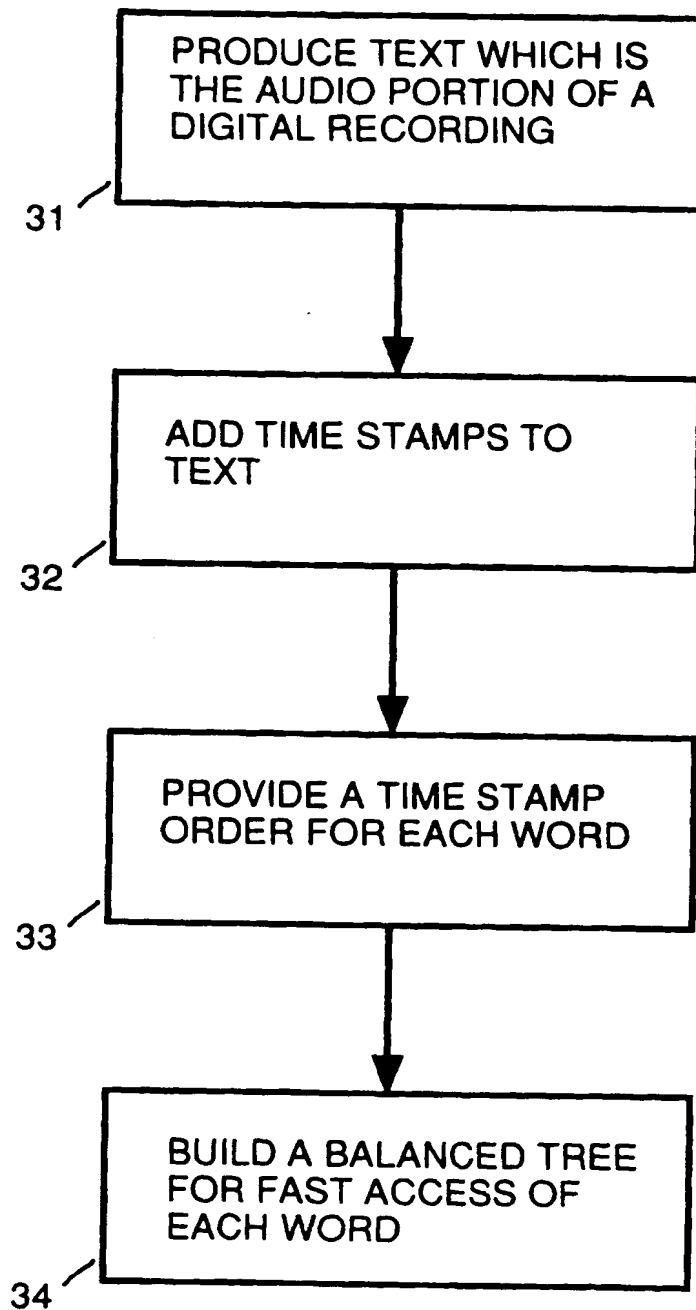 PRODUCE TEXT WHICH IS
THE AUDIO PORTION OF A
DIGITAL RECORDING
31
ADD TIME STAMPS TO
TEXT
32
PROVIDE A TIME STAMP
ORDER FOR EACH WORD
33
BUILD A BALANCED TREE
FOR FAST ACCESS OF
EACH WORD
34